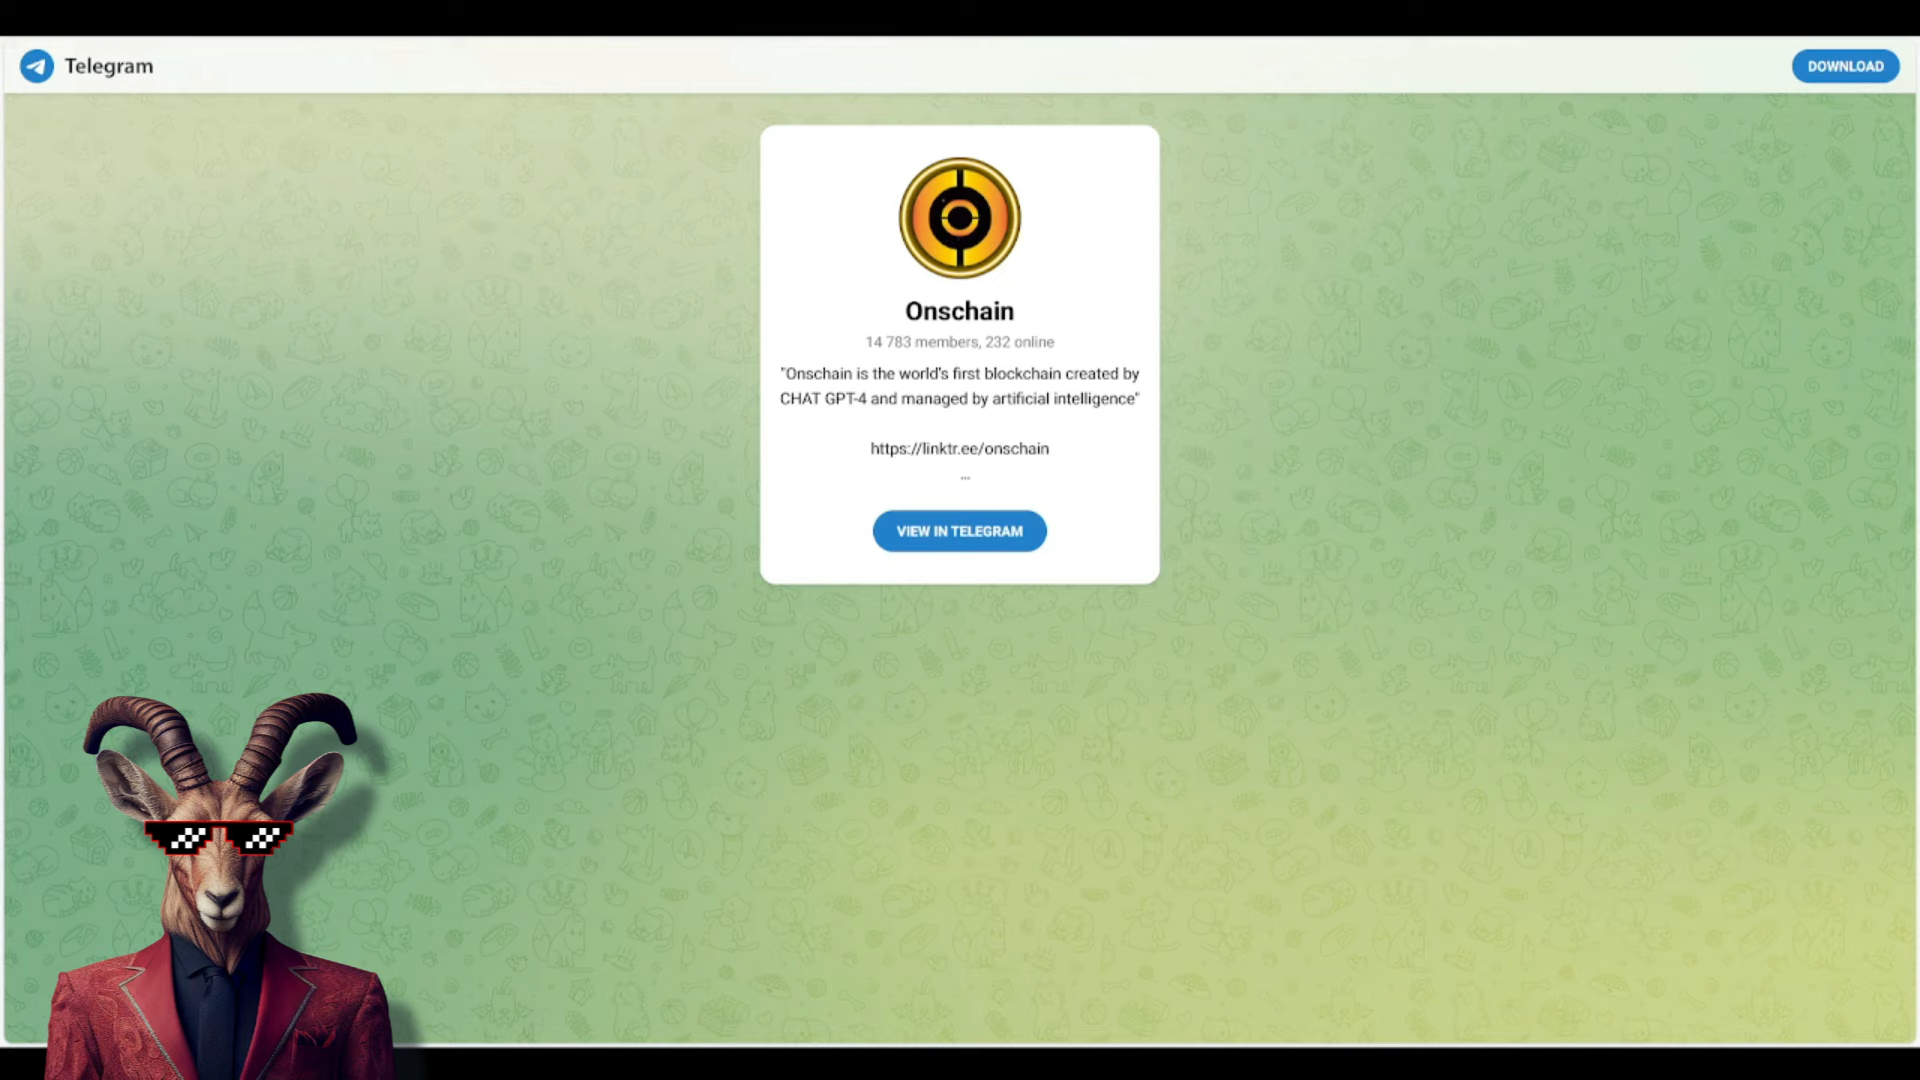 Telegram
DOWNLOAD
Onschain
14 783 members, 232 online
"Onschain is the world's first blockchain created by
CHAT GPT-4 and managed by artificial intelligence"
https://linktr.ee/onschain
...
VIEW IN TELEGRAM